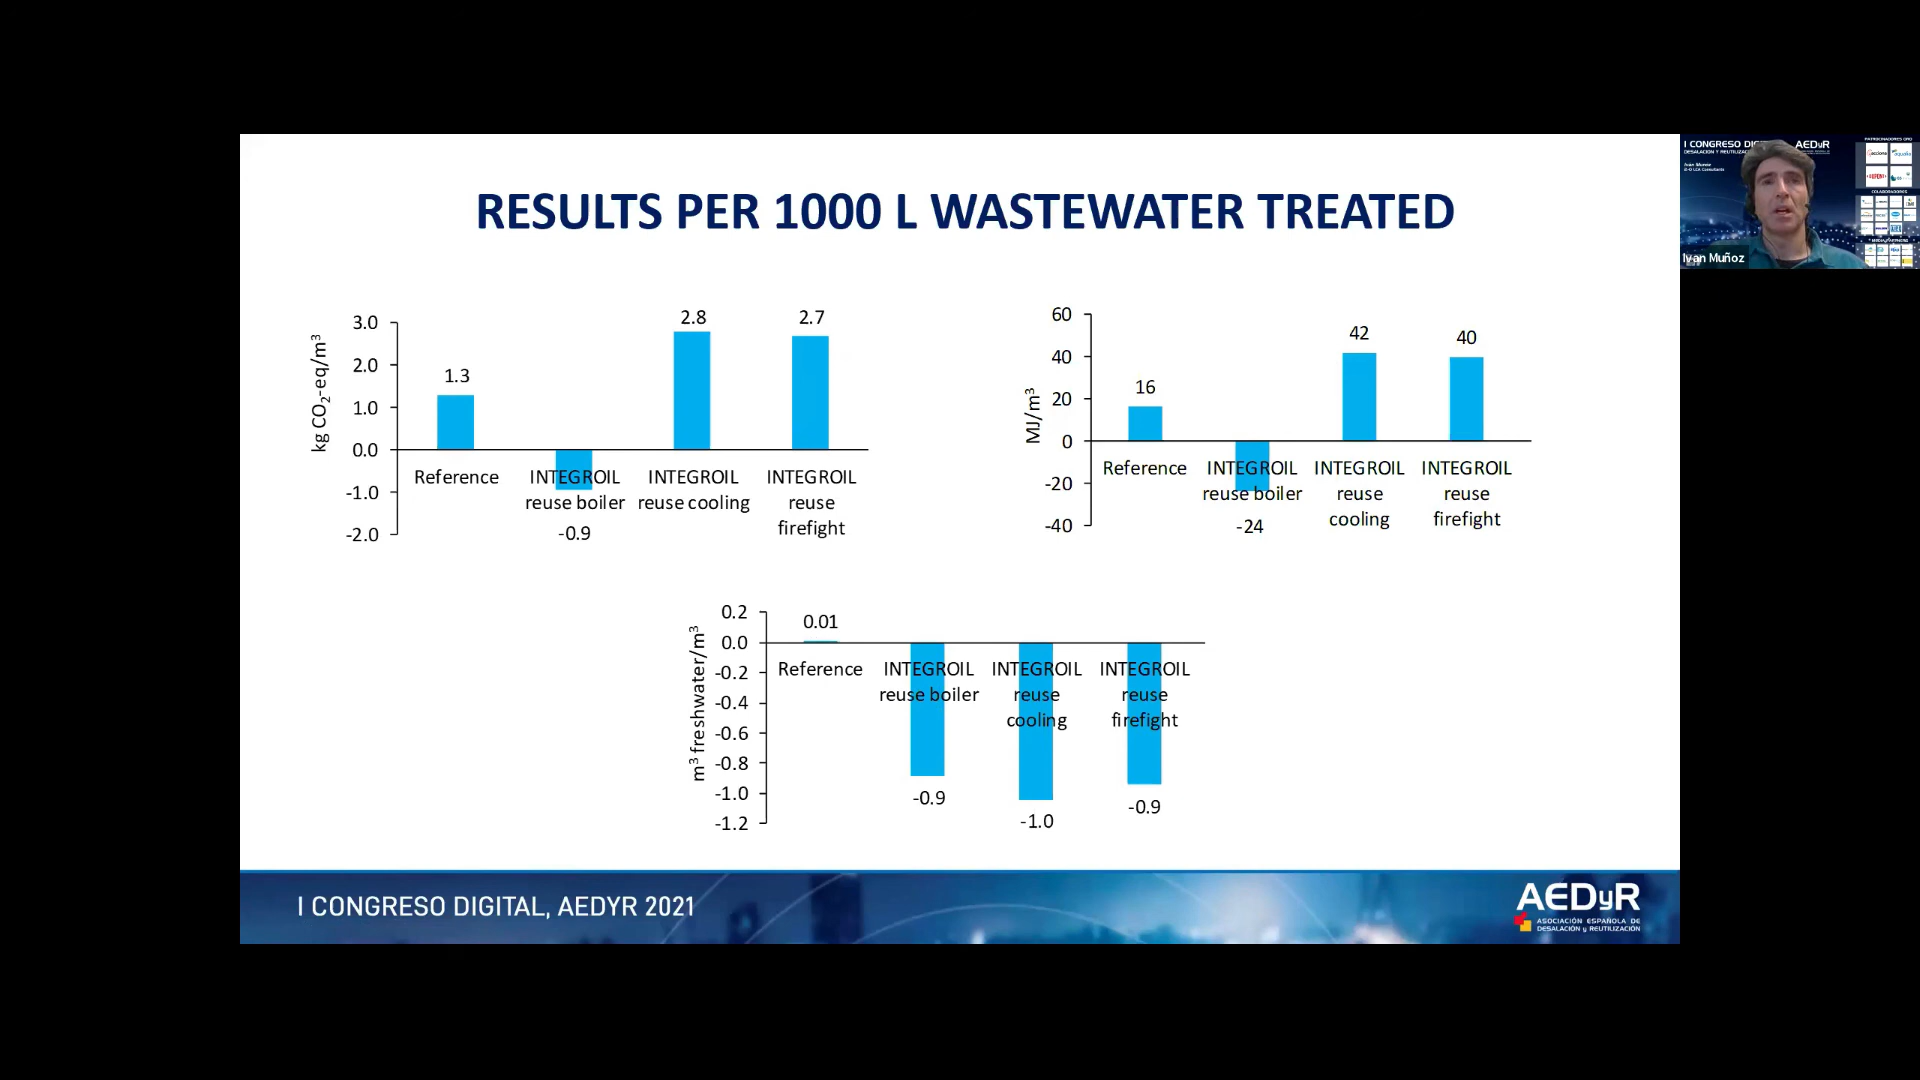 RESULTS PER 1000 L WASTEWATER TREATED
kg CO2-eq/m3
3.0
2.0
1.0
0.0
-1.0
-2.0
1.3
-0.9
2.8
2.7
Reference
INTEGROIL
reuse boiler
INTEGROIL
reuse cooling
INTEGROIL
reuse
firefight
MJ/m3
60
40
20
0
-20
-40
16
-24
42
40
Reference
INTEGROIL
reuse boiler
INTEGROIL
reuse
cooling
INTEGROIL
reuse
firefight
m3 freshwater/m3
0.2
0.0
-0.2
-0.4
-0.6
-0.8
-1.0
-1.2
0.01
-0.9
-1.0
-0.9
Reference
INTEGROIL
reuse boiler
INTEGROIL
reuse
cooling
INTEGROIL
reuse
firefight
I CONGRESO DIGITAL, AEDYR 2021
AEDyR
ASOCIACIÓN ESPAÑOLA DE
DESALACIÓN y REUTILIZACIÓN
I CONGRESO
AEDyR
Ivan Muñoz